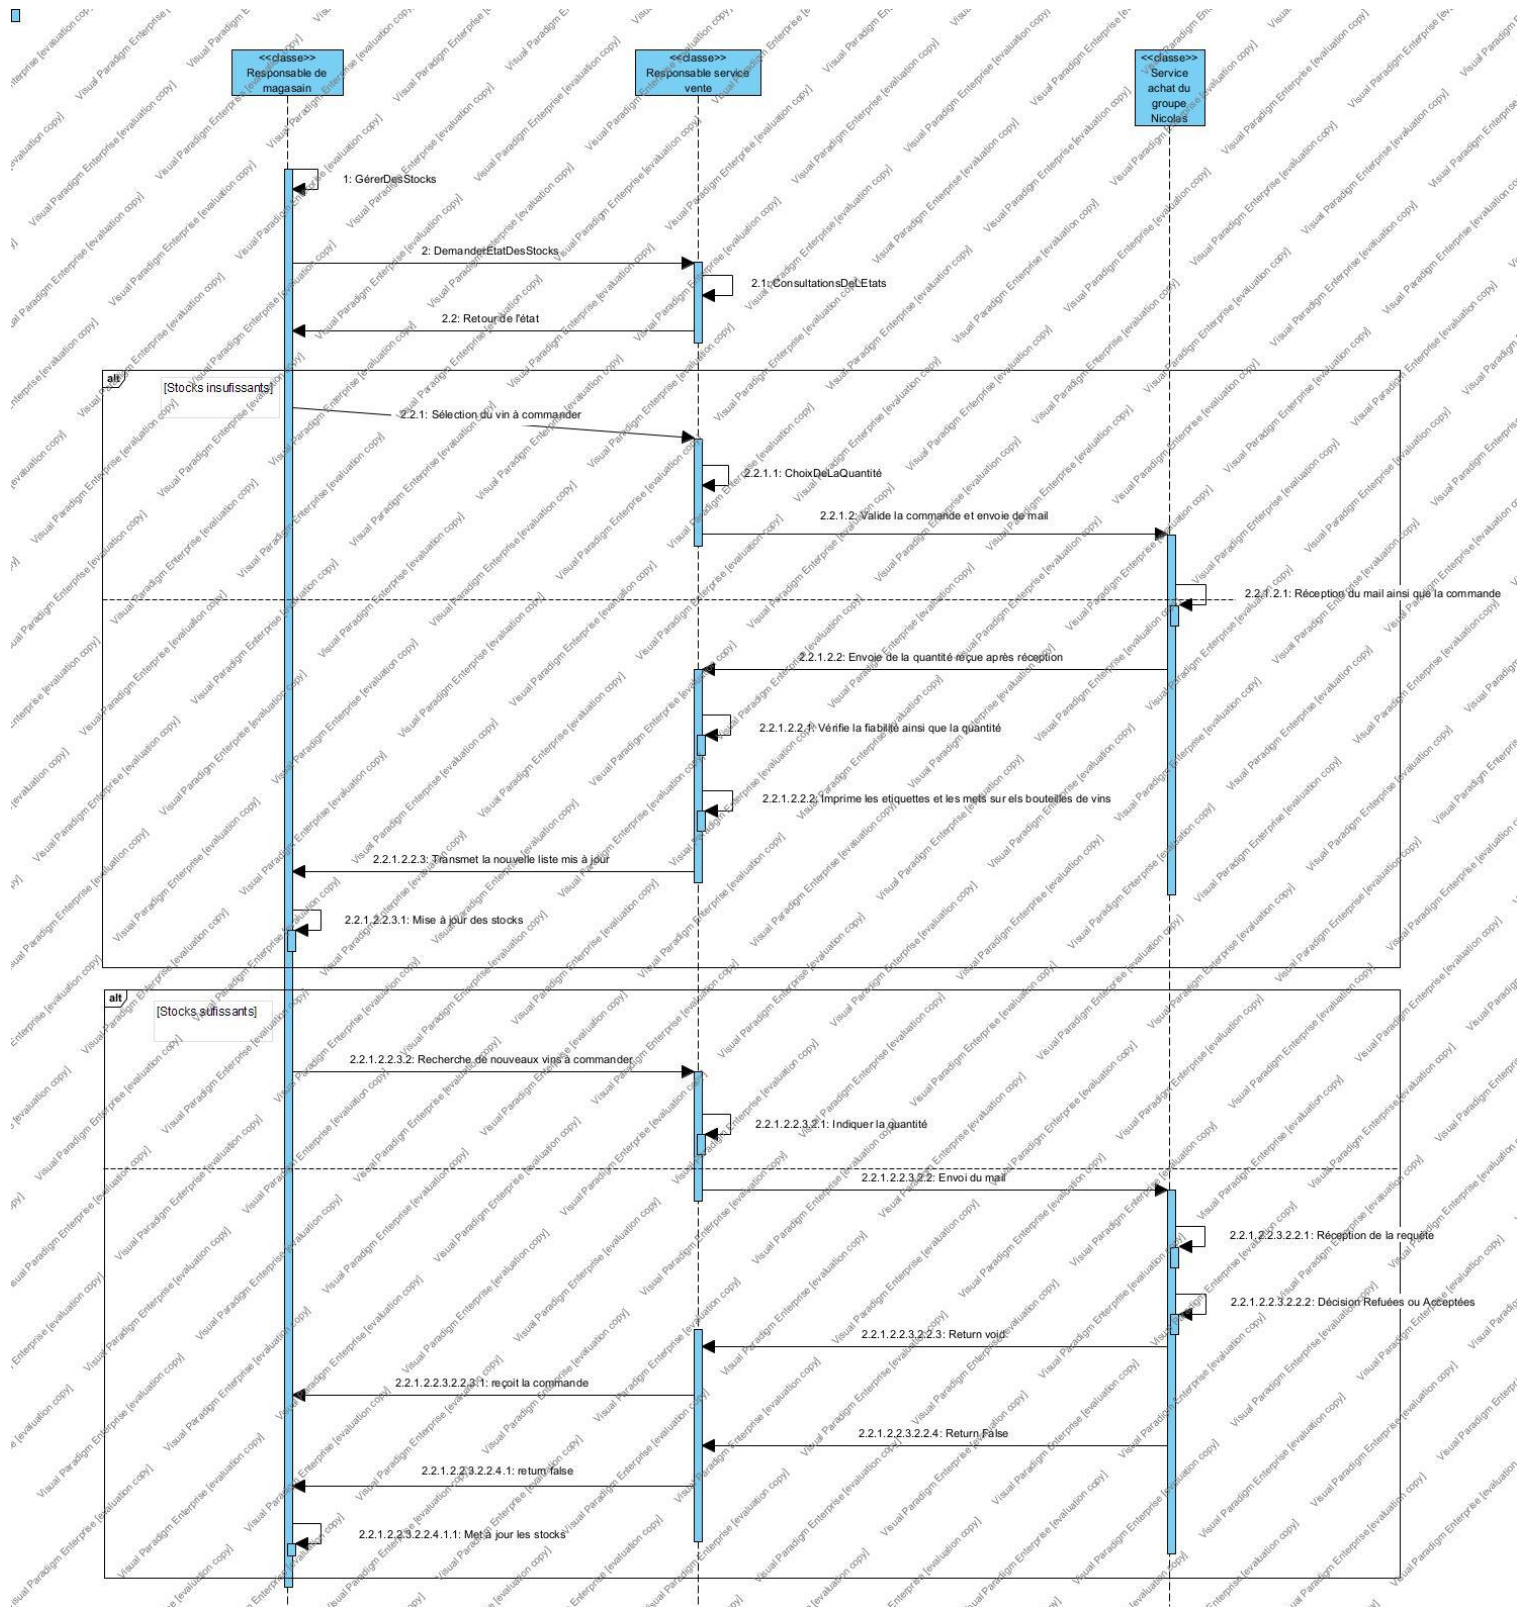 <<classe>>
Responsable de
magasain
<<classe>>
Responsable service
vente
<<classe>>
Service
achat du
groupe
Nicolas
1: GérerDesStocks
2: DemanderEtatDesStocks
2.1: ConsultationsDeLEtats
2.2: Retour de l'état
alt
[Stocks insufissants]
2.2.1: Sélection du vin à commander
2.2.1.1: ChoixDeLaQuantité
2.2.1.2: Valide la commande et envoie de mail
2.2.1.2.1: Réception du mail ainsi que la commande
2.2.1.2.2: Envoie de la quantité reçue après réception
2.2.1.2.2.1: Vérifie la fiabilité ainsi que la quantité
2.2.1.2.2.2: Imprime les etiquettes et les mets sur els bouteilles de vins
2.2.1.2.2.3: Transmet la nouvelle liste mis à jour
2.2.1.2.2.3.1: Mise à jour des stocks
alt
[Stocks sufissants]
2.2.1.2.2.3.2: Recherche de nouveaux vins à commander
2.2.1.2.2.3.2.1: Indiquer la quantité
2.2.1.2.2.3.2.2: Envoi du mail
2.2.1.2.2.3.2.2.1: Réception de la requête
2.2.1.2.2.3.2.2.2: Décision Refuées ou Acceptées
2.2.1.2.2.3.2.2.3: Return void
2.2.1.2.2.3.2.2.3.1: reçoit la commande
2.2.1.2.2.3.2.2.4: Return False
2.2.1.2.2.3.2.2.4.1: return false
2.2.1.2.2.3.2.2.4.1.1: Met à jour les stocks
Visual Paradigm Enterprise [evaluation copy]